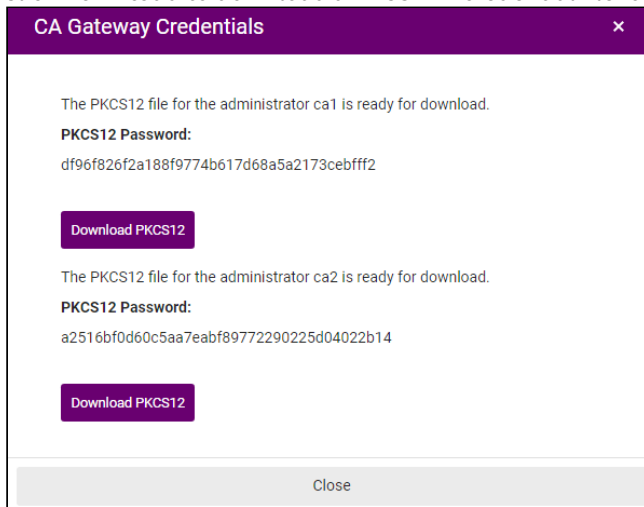 CA Gateway Credentials ×
The PKCS12 file for the administrator ca1 is ready for download.
PKCS12 Password:
df96f826f2a188f9774b617d68a5a2173cebfff2
Download PKCS12
The PKCS12 file for the administrator ca2 is ready for download.
PKCS12 Password:
a2516bf0d60c5aa7eabf89772290225d04022b14
Download PKCS12
Close